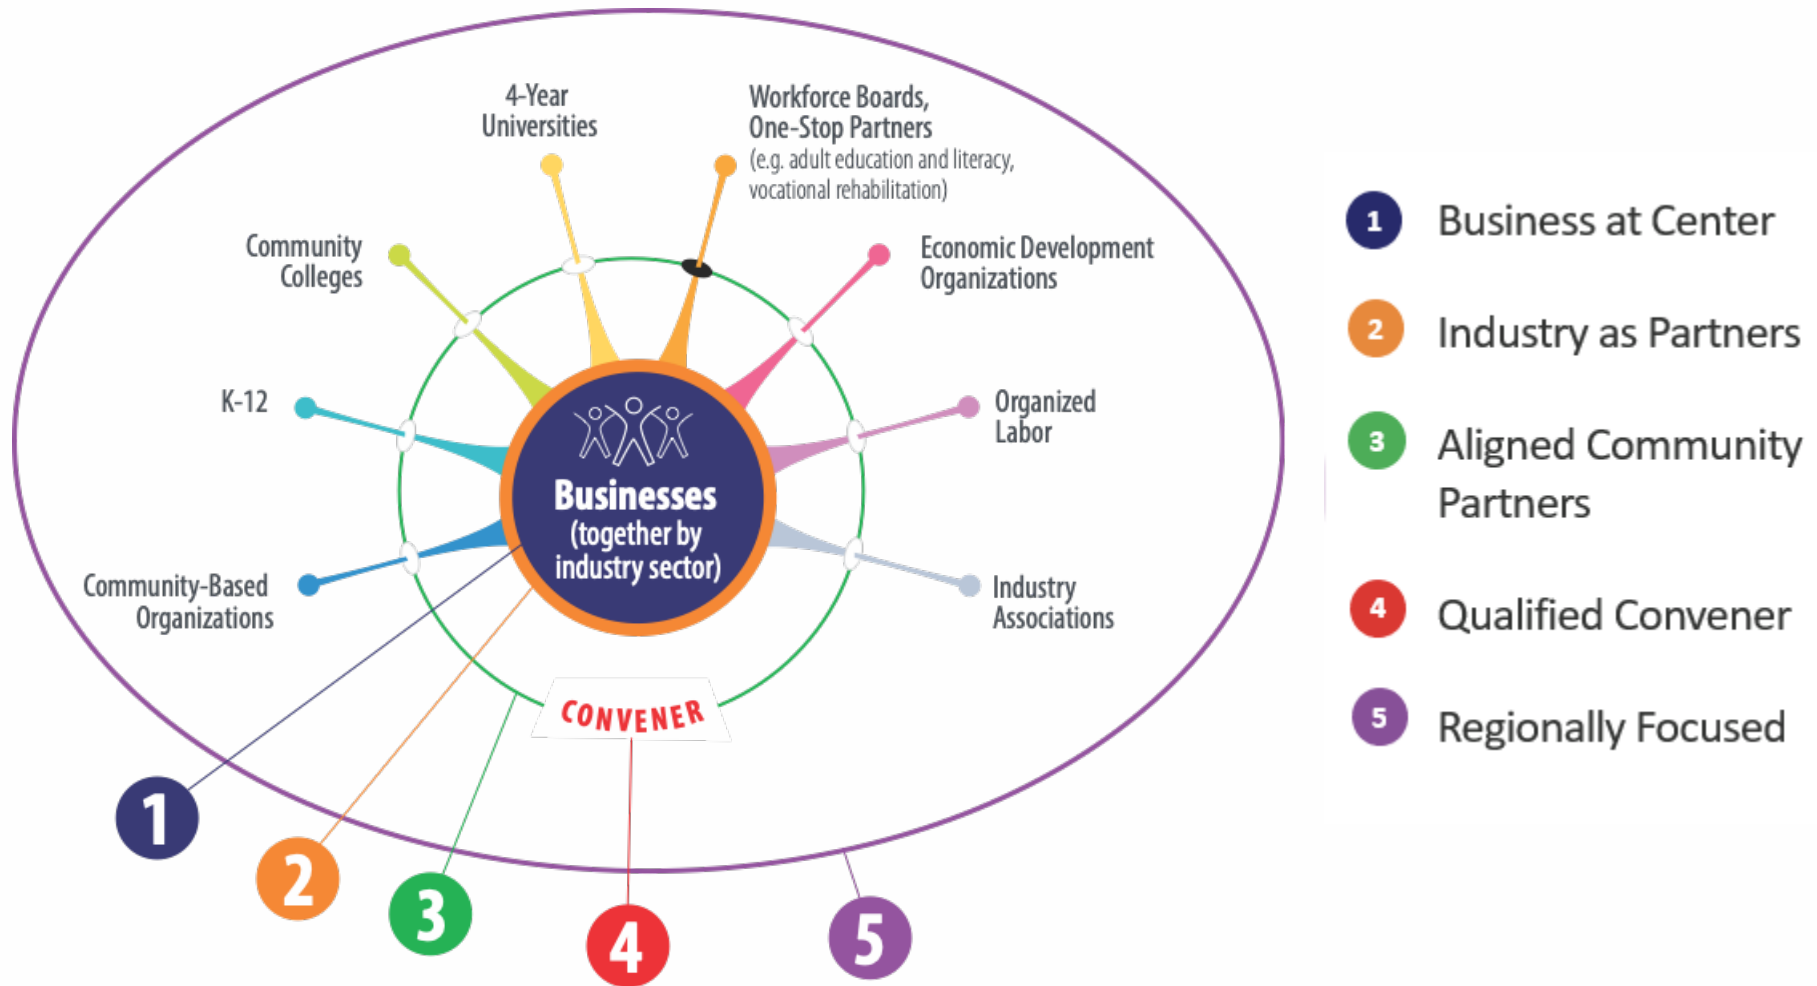 4-Year
Universities
Workforce Boards,
One-Stop Partners
(e.g. adult education and literacy,
vocational rehabilitation)
Community
Colleges
Economic Development
Organizations
K-12
Organized
Labor
Businesses
(together by
industry sector)
Community-Based
Organizations
Industry
Associations
CONVENER
1
2
3
4
5
1 Business at Center
2 Industry as Partners
3 Aligned Community
Partners
4 Qualified Convener
5 Regionally Focused